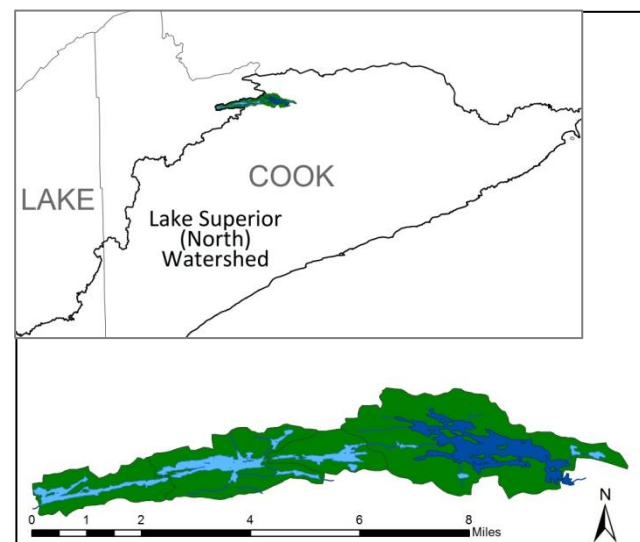 COOK
LAKE
Lake Superior
(North)
Watershed
N
0 1 2 4 6 8
Miles